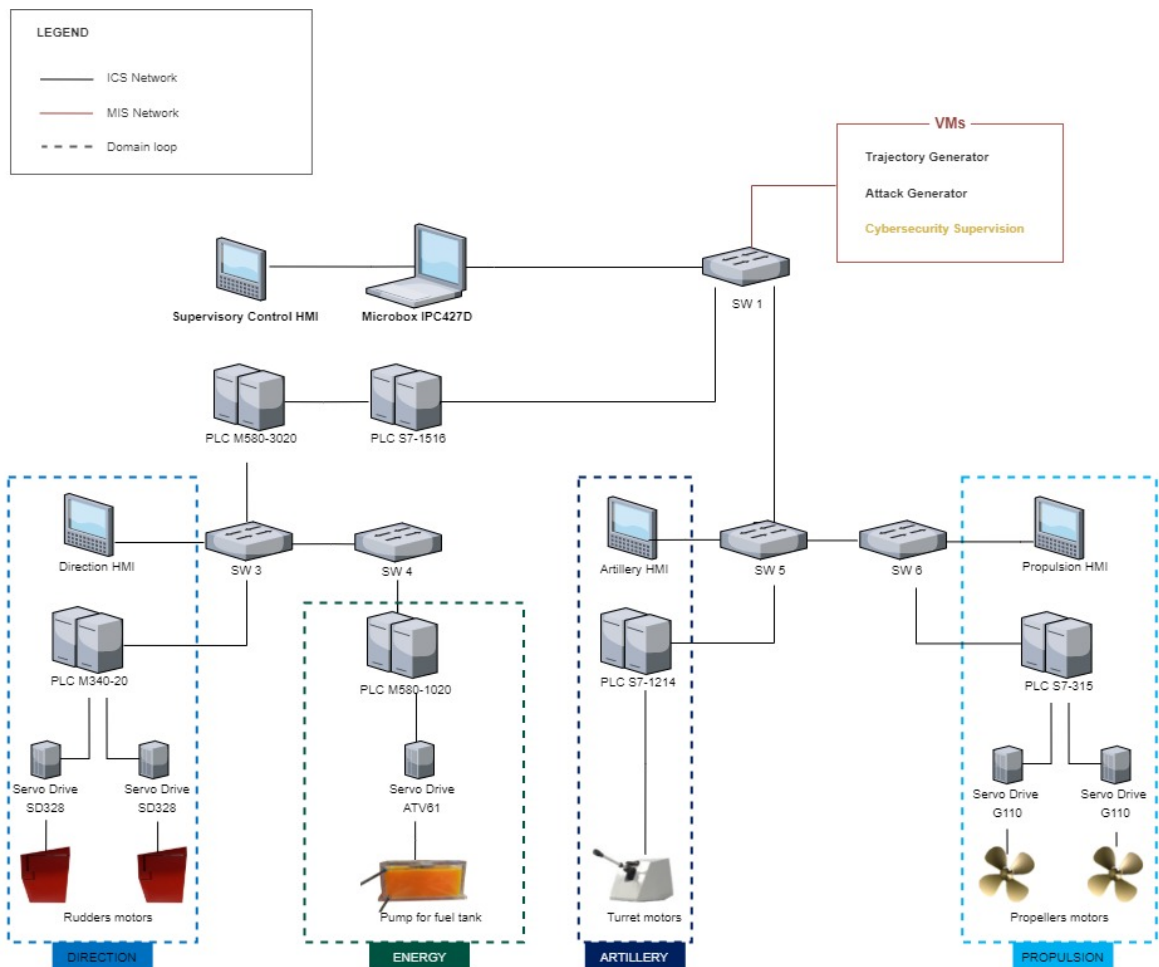 LEGEND
ICS Network
MIS Network
Domain loop
VMs
Trajectory Generator
Attack Generator
Cybersecurity Supervision
SW 1
Supervisory Control HMI
Microbox IPC427D
PLC M580-3020
PLC S7-1516
Direction HMI
SW 3
SW 4
Artillery HMI
SW 5
SW 6
Propulsion HMI
PLC M340-20
PLC M580-1020
PLC S7-1214
PLC S7-315
Servo Drive
SD328
Servo Drive
SD328
Servo Drive
ATV61
Servo Drive
G110
Servo Drive
G110
Rudders motors
Pump for fuel tank
Turret motors
Propellers motors
DIRECTION
ENERGY
ARTILLERY
PROPULSION